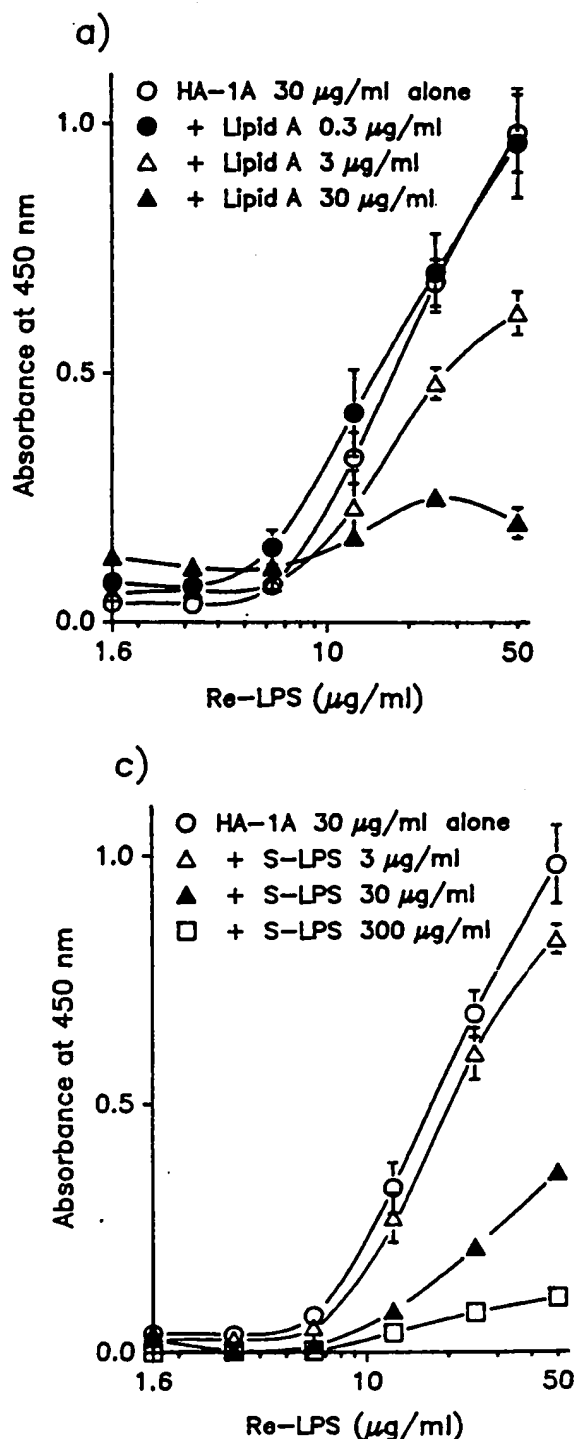 a)
HA-1A 30 μg/ml alone
+ Lipid A 0.3 μg/ml
+ Lipid A 3 μg/ml
+ Lipid A 30 μg/ml
1.0
0.5
0.0
Absorbance at 450 nm
1.6 10 50
Re-LPS (μg/ml)
c)
HA-1A 30 μg/ml alone
+ S-LPS 3 μg/ml
+ S-LPS 30 μg/ml
+ S-LPS 300 μg/ml
1.0
0.5
0.0
Absorbance at 450 nm
1.6 10 50
Re-LPS (μg/ml)